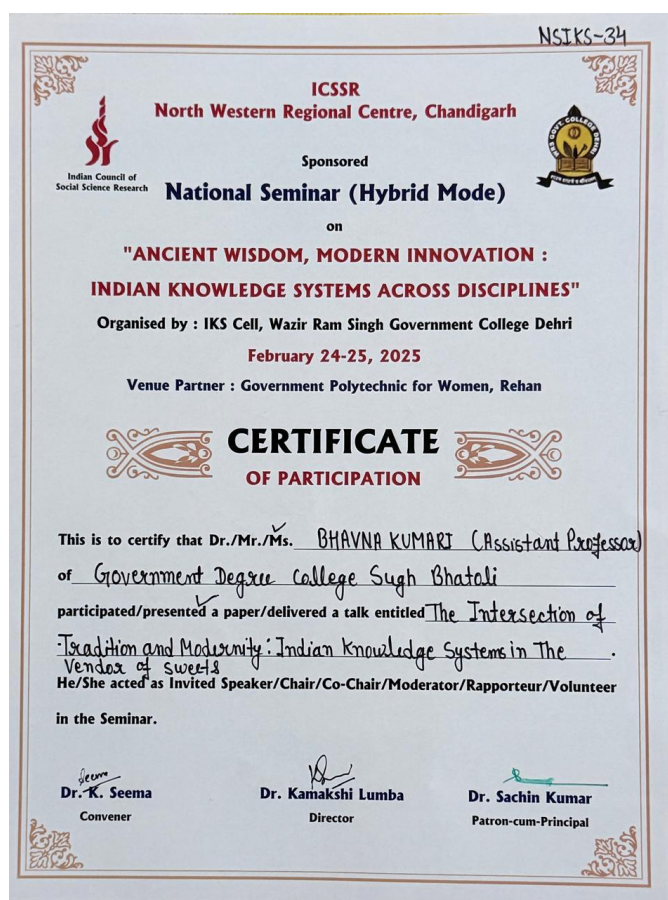 NSIKS-34
ICSSR
North Western Regional Centre, Chandigarh
Indian Council of
Social Science Research
WRS GOVT. COLLEGE DEHRI
Sponsored
National Seminar (Hybrid Mode)
on
"ANCIENT WISDOM, MODERN INNOVATION :
INDIAN KNOWLEDGE SYSTEMS ACROSS DISCIPLINES"
Organised by : IKS Cell, Wazir Ram Singh Government College Dehri
February 24-25, 2025
Venue Partner : Government Polytechnic for Women, Rehan
CERTIFICATE
OF PARTICIPATION
This is to certify that Dr./Mr./Ms. BHAVNA KUMARI (Assistant Professor)
of Government Degree College Sugh Bhatoli
participated/presented a paper/delivered a talk entitled The Intersection of
Tradition and Modernity: Indian Knowledge Systems in The .
Vendor of sweets
He/She acted as Invited Speaker/Chair/Co-Chair/Moderator/Rapporteur/Volunteer
in the Seminar.
Seema
Dr. K. Seema
Convener
Dr. Kamakshi Lumba
Director
Dr. Sachin Kumar
Patron-cum-Principal